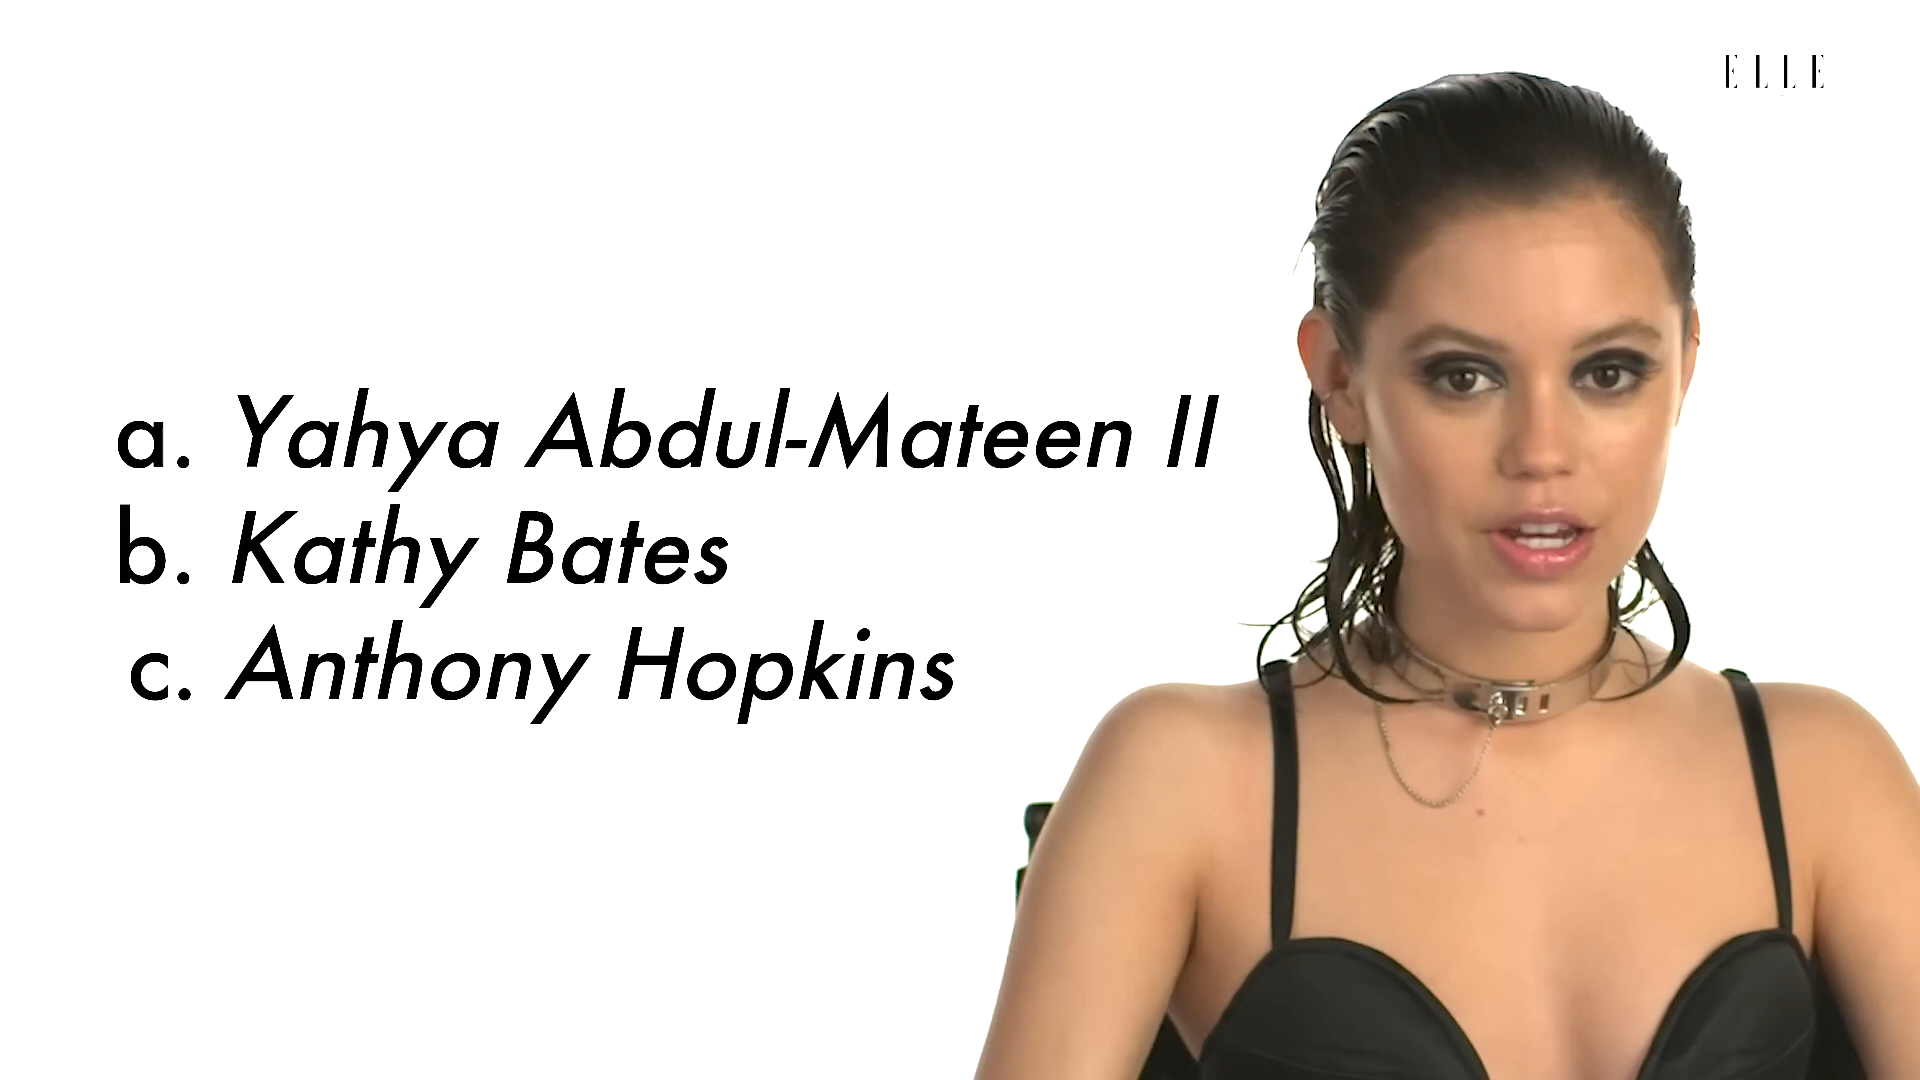 ELLE
a. Yahya Abdul-Mateen II
b. Kathy Bates
c. Anthony Hopkins